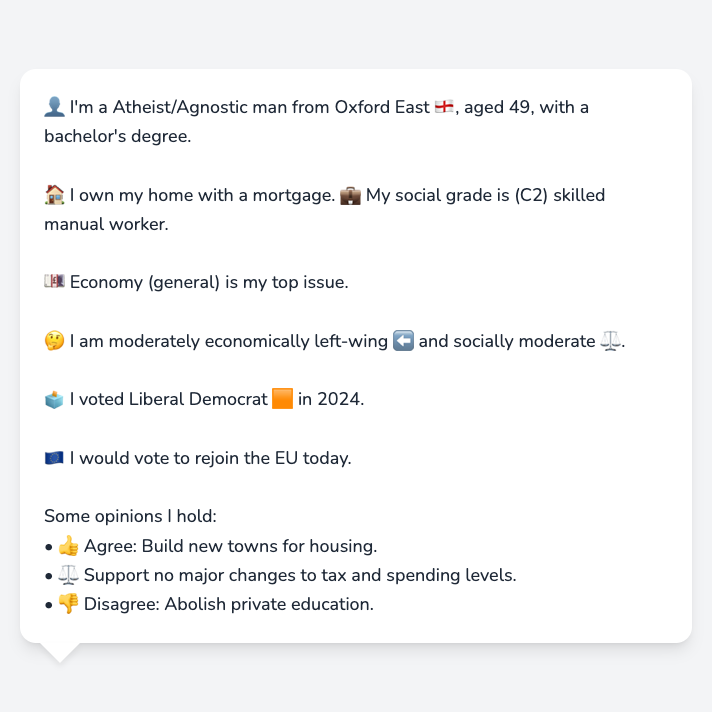 👤 I'm a Atheist/Agnostic man from Oxford East 🏴󠁧󠁢󠁥󠁮󠁧󠁿, aged 49, with a
bachelor's degree.
🏠 I own my home with a mortgage. 💼 My social grade is (C2) skilled
manual worker.
💷 Economy (general) is my top issue.
🤔 I am moderately economically left-wing ⬅️ and socially moderate ⚖️.
🗳️ I voted Liberal Democrat 🟧 in 2024.
🇪🇺 I would vote to rejoin the EU today.
Some opinions I hold:
• 👍 Agree: Build new towns for housing.
• ⚖️ Support no major changes to tax and spending levels.
• 👎 Disagree: Abolish private education.